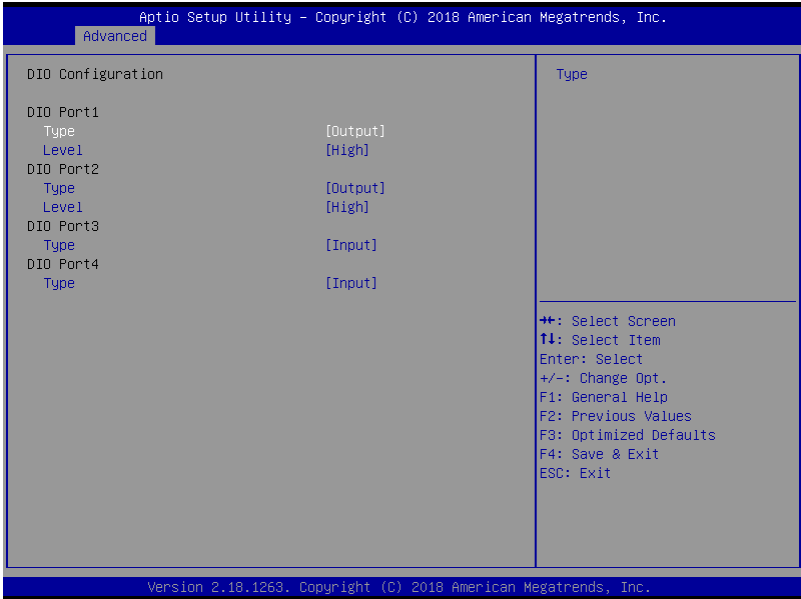 Aptio Setup Utility – Copyright (C) 2018 American Megatrends, Inc.
Advanced
DIO Configuration
DIO Port1
Type [Output]
Level [High]
DIO Port2
Type [Output]
Level [High]
DIO Port3
Type [Input]
DIO Port4
Type [Input]
Type
→←: Select Screen
↑↓: Select Item
Enter: Select
+/-: Change Opt.
F1: General Help
F2: Previous Values
F3: Optimized Defaults
F4: Save & Exit
ESC: Exit
Version 2.18.1263. Copyright (C) 2018 American Megatrends, Inc.